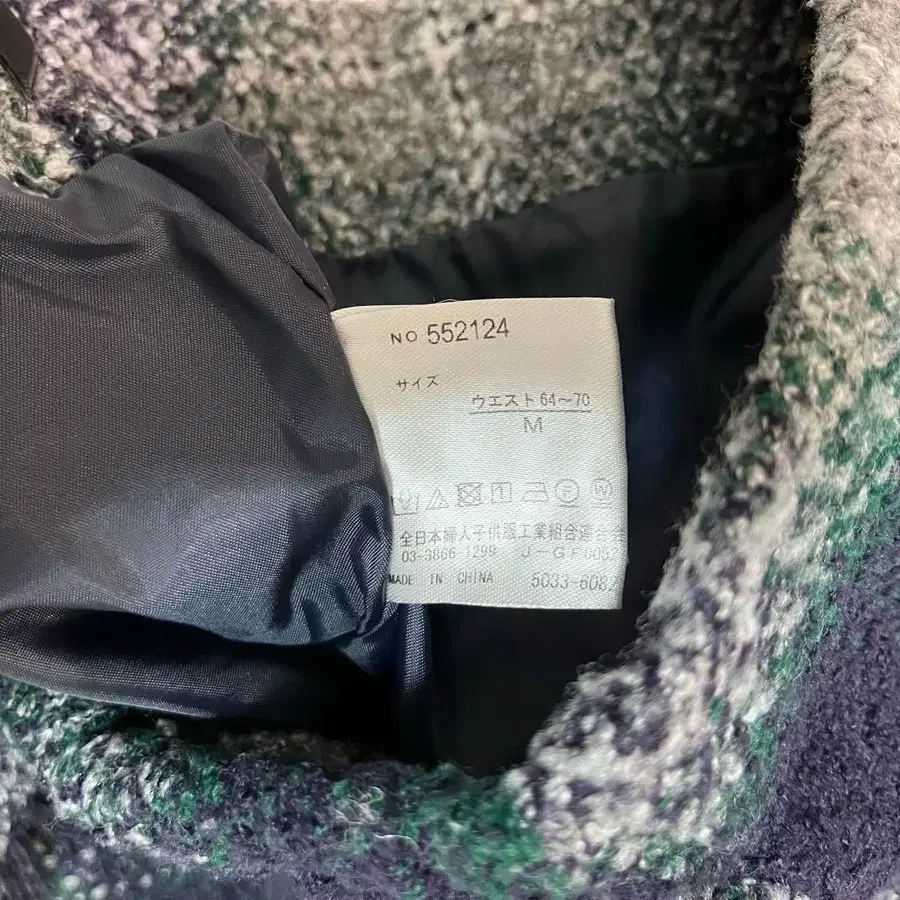 NO 552124
サイズ
ウエスト 64～70
M
全日本婦人子供服工業組合連合会
03-3866-1299 J-GF0052
MADE IN CHINA 5033-608